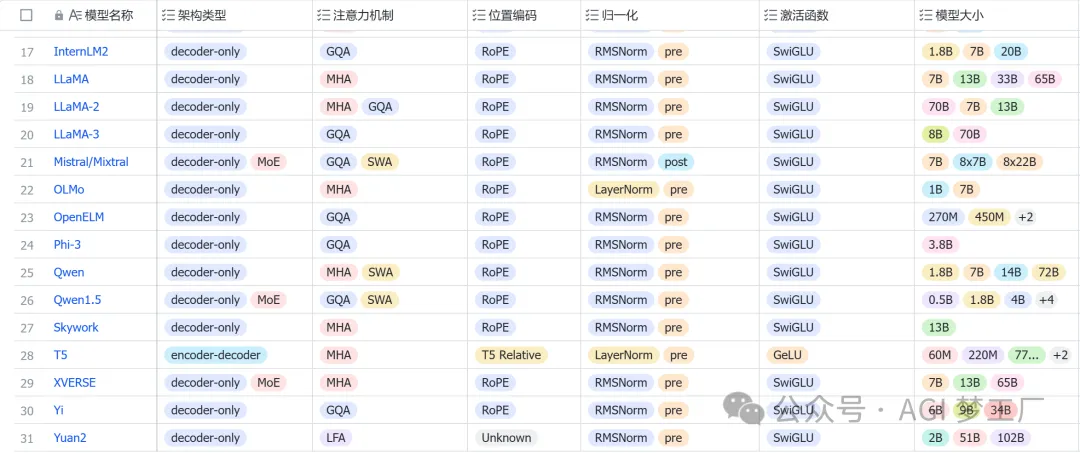 模型名称 架构类型 注意力机制 位置编码 归一化 激活函数 模型大小
17 InternLM2 decoder-only GQA RoPE RMSNorm pre SwiGLU 1.8B 7B 20B
18 LLaMA decoder-only MHA RoPE RMSNorm pre SwiGLU 7B 13B 33B 65B
19 LLaMA-2 decoder-only MHA GQA RoPE RMSNorm pre SwiGLU 70B 7B 13B
20 LLaMA-3 decoder-only GQA RoPE RMSNorm pre SwiGLU 8B 70B
21 Mistral/Mixtral decoder-only MoE GQA SWA RoPE RMSNorm post SwiGLU 7B 8x7B 8x22B
22 OLMo decoder-only MHA RoPE LayerNorm pre SwiGLU 1B 7B
23 OpenELM decoder-only GQA RoPE RMSNorm pre SwiGLU 270M 450M +2
24 Phi-3 decoder-only GQA RoPE RMSNorm pre SwiGLU 3.8B
25 Qwen decoder-only MHA SWA RoPE RMSNorm pre SwiGLU 1.8B 7B 14B 72B
26 Qwen1.5 decoder-only MoE GQA SWA RoPE RMSNorm pre SwiGLU 0.5B 1.8B 4B +4
27 Skywork decoder-only MHA RoPE RMSNorm pre SwiGLU 13B
28 T5 encoder-decoder MHA T5 Relative LayerNorm pre GeLU 60M 220M 77... +2
29 XVERSE decoder-only MoE MHA RoPE RMSNorm pre SwiGLU 7B 13B 65B
30 Yi decoder-only GQA RoPE RMSNorm pre SwiGLU 6B 9B 34B
31 Yuan2 decoder-only LFA Unknown RMSNorm pre SwiGLU 2B 51B 102B
公众号 · AGI 梦工厂